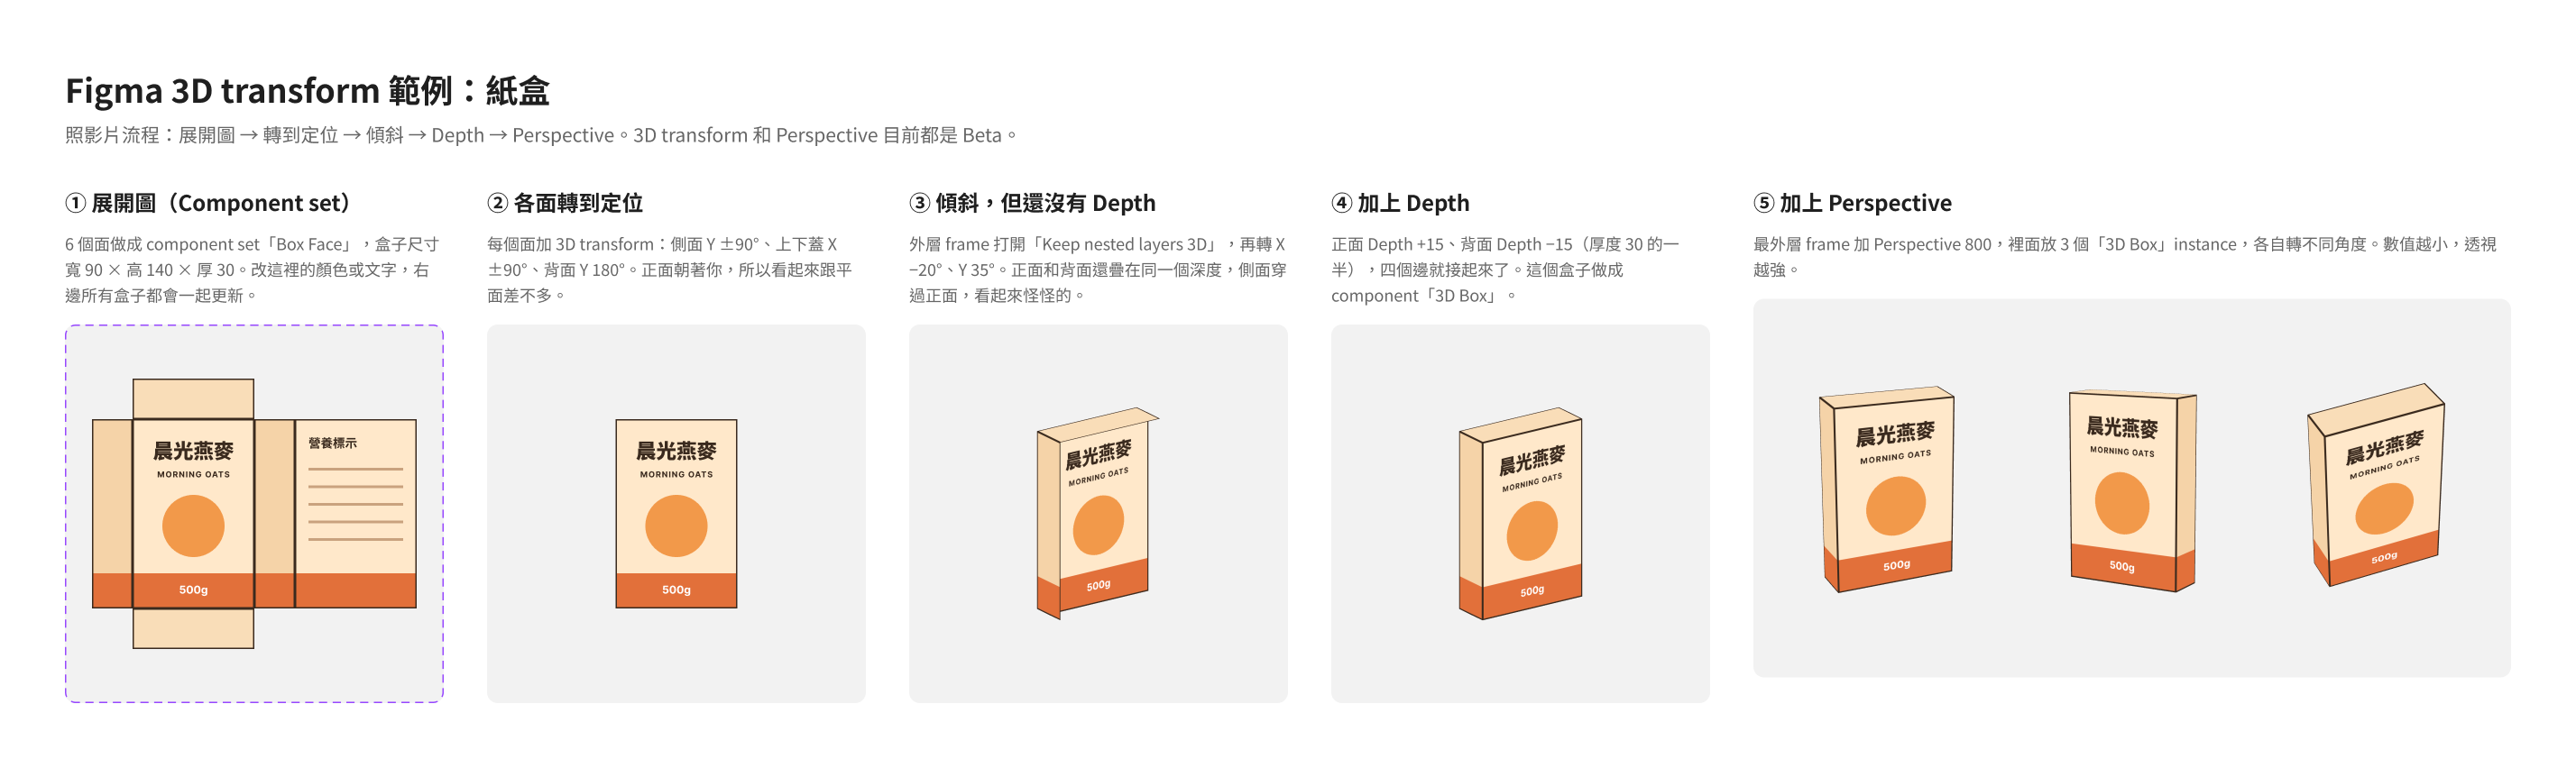 Figma 3D transform 範例：紙盒
照影片流程：展開圖 → 轉到定位 → 傾斜 → Depth → Perspective。3D transform 和 Perspective 目前都是 Beta。
① 展開圖（Component set）
6 個面做成 component set「Box Face」，盒子尺寸
寬 90 × 高 140 × 厚 30。改這裡的顏色或文字，右
邊所有盒子都會一起更新。
晨光燕麥
MORNING OATS
500g
營養標示
② 各面轉到定位
每個面加 3D transform：側面 Y ±90°、上下蓋 X
±90°、背面 Y 180°。正面朝著你，所以看起來跟平
面差不多。
晨光燕麥
MORNING OATS
500g
③ 傾斜，但還沒有 Depth
外層 frame 打開「Keep nested layers 3D」，再轉 X
−20°、Y 35°。正面和背面還疊在同一個深度，側面穿
過正面，看起來怪怪的。
晨光燕麥
MORNING OATS
500g
④ 加上 Depth
正面 Depth +15、背面 Depth −15（厚度 30 的一
半），四個邊就接起來了。這個盒子做成
component「3D Box」。
晨光燕麥
MORNING OATS
500g
⑤ 加上 Perspective
最外層 frame 加 Perspective 800，裡面放 3 個「3D Box」instance，各自轉不同角度。數值越小，透視
越強。
晨光燕麥
MORNING OATS
500g
晨光燕麥
MORNING OATS
500g
晨光燕麥
MORNING OATS
500g